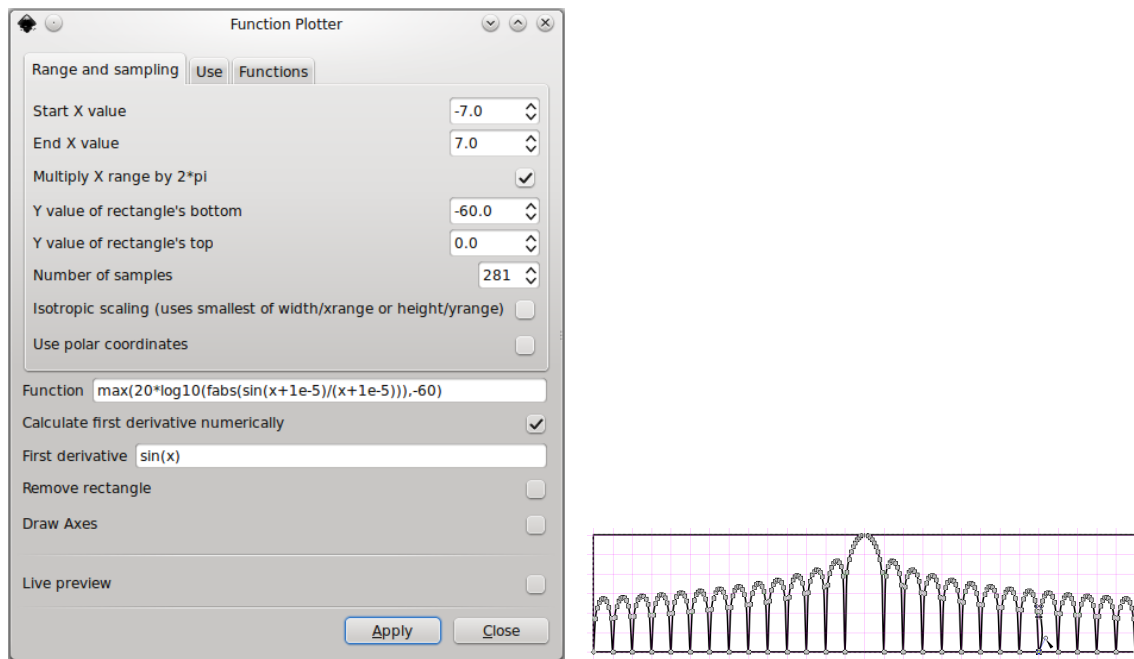 Function Plotter
Range and sampling Use Functions
Start X value -7.0
End X value 7.0
Multiply X range by 2*pi
Y value of rectangle's bottom -60.0
Y value of rectangle's top 0.0
Number of samples 281
Isotropic scaling (uses smallest of width/xrange or height/yrange)
Use polar coordinates
Function max(20*log10(fabs(sin(x+1e-5)/(x+1e-5))),-60)
Calculate first derivative numerically
First derivative sin(x)
Remove rectangle
Draw Axes
Live preview
Apply Close